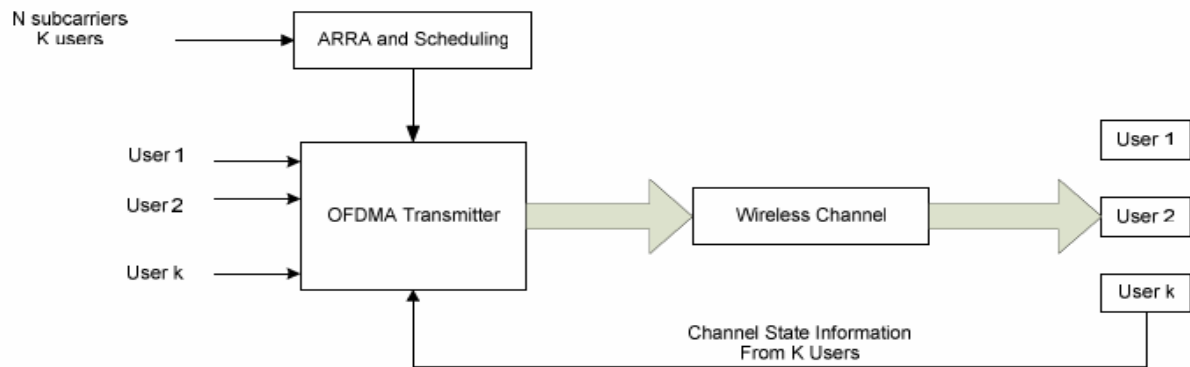 N subcarriers
K users
ARRA and Scheduling
User 1
User 2
User k
OFDMA Transmitter
Wireless Channel
User 1
User 2
User k
Channel State Information
From K Users